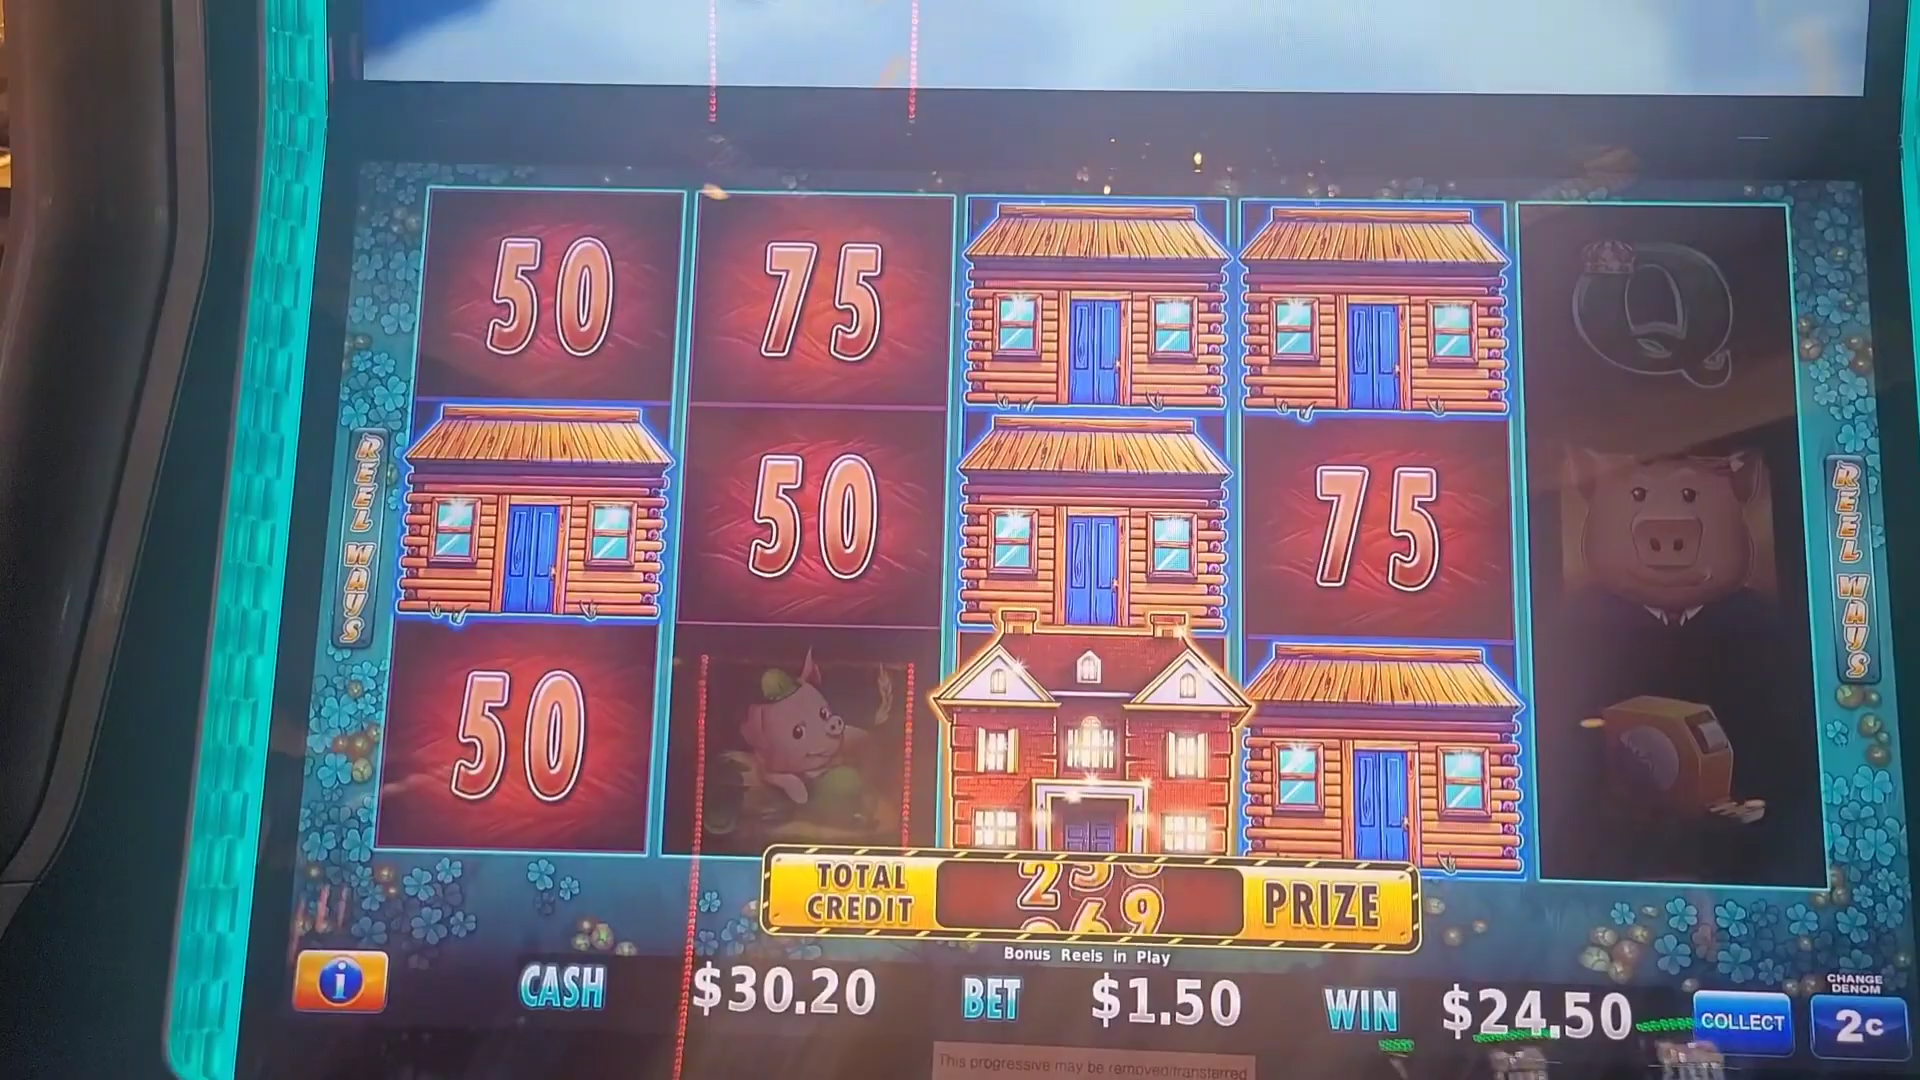 50
75
Q
50
75
50
REEL WAYS
REEL WAYS
TOTAL
CREDIT
PRIZE
Bonus Reels in Play
CASH
$30.20
BET
$1.50
WIN
$24.50
COLLECT
CHANGE
DENOM
2¢
i
This progressive may be removed/transferred